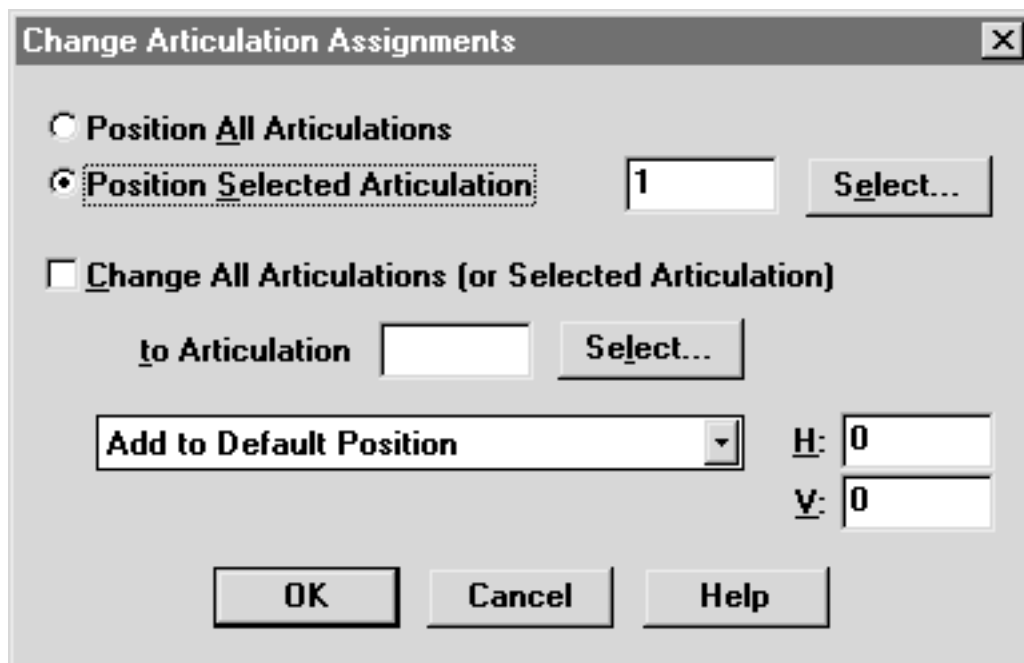 Change Articulation Assignments
Position All Articulations
Position Selected Articulation 1 Select...
Change All Articulations (or Selected Articulation)
to Articulation Select...
Add to Default Position H: 0
V: 0
OK Cancel Help